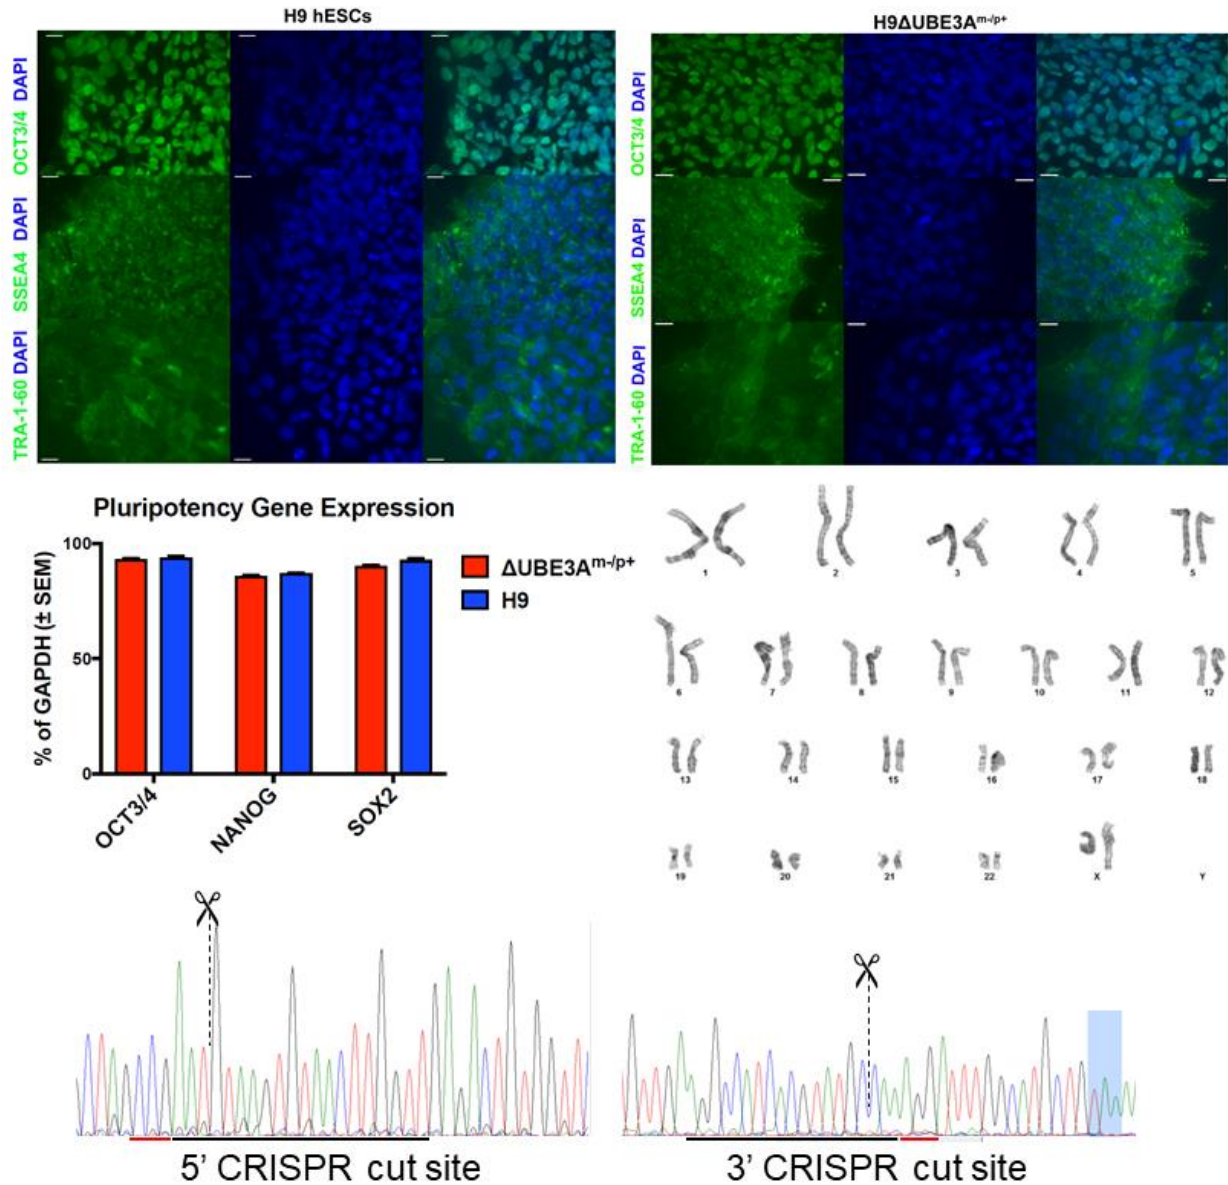 H9 hESCs
H9ΔUBE3Aᵐ⁻/ᵖ⁺
OCT3/4 DAPI
SSEA4 DAPI
TRA-1-60 DAPI
OCT3/4 DAPI
SSEA4 DAPI
TRA-1-60 DAPI
Pluripotency Gene Expression
% of GAPDH (± SEM)
100
50
0
OCT3/4
NANOG
SOX2
ΔUBE3Aᵐ⁻/ᵖ⁺
H9
1 2 3 4 5
6 7 8 9 10 11 12
13 14 15 16 17 18
19 20 21 22 X Y
5' CRISPR cut site
3' CRISPR cut site